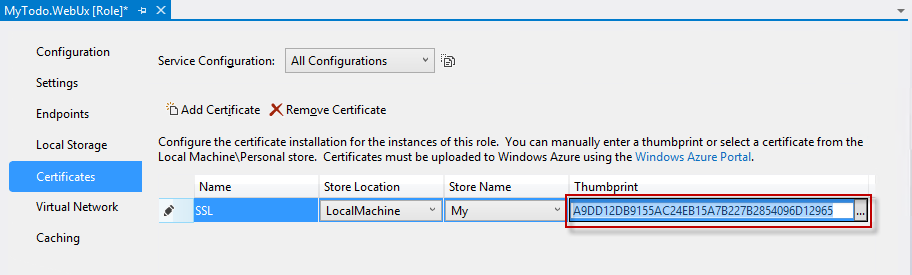 MyTodo.WebUx [Role]*
Configuration
Settings
Endpoints
Local Storage
Certificates
Virtual Network
Caching
Service Configuration: All Configurations
Add Certificate Remove Certificate
Configure the certificate installation for the instances of this role. You can manually enter a thumbprint or select a certificate from the
Local Machine\Personal store. Certificates must be uploaded to Windows Azure using the Windows Azure Portal.
Name Store Location Store Name Thumbprint
SSL LocalMachine My A9DD12DB9155AC24EB15A7B227B2854096D12965 ...